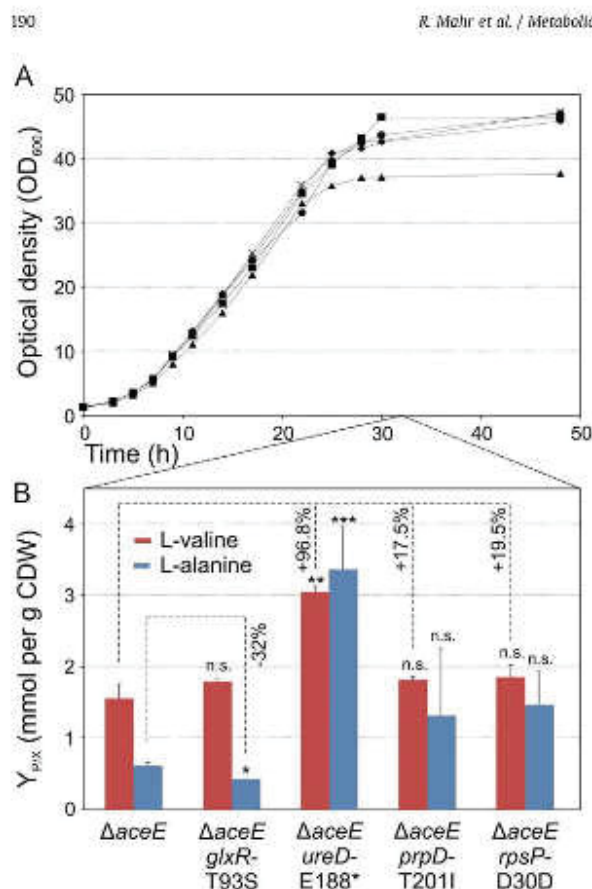 190
R. Mahr et al. / Metabolic
A
50
40
30
20
10
0
Optical density (OD600)
0 10 20 30 40 50
Time (h)
B
4
3
2
1
0
YP/X (mmol per g CDW)
L-valine
L-alanine
-32%
+96.8%
+17.5%
+19.5%
n.s.
*
**
***
n.s.
n.s.
n.s.
n.s.
ΔaceE
ΔaceE glxR- T93S
ΔaceE ureD- E188*
ΔaceE prpD- T201I
ΔaceE rpsP- D30D